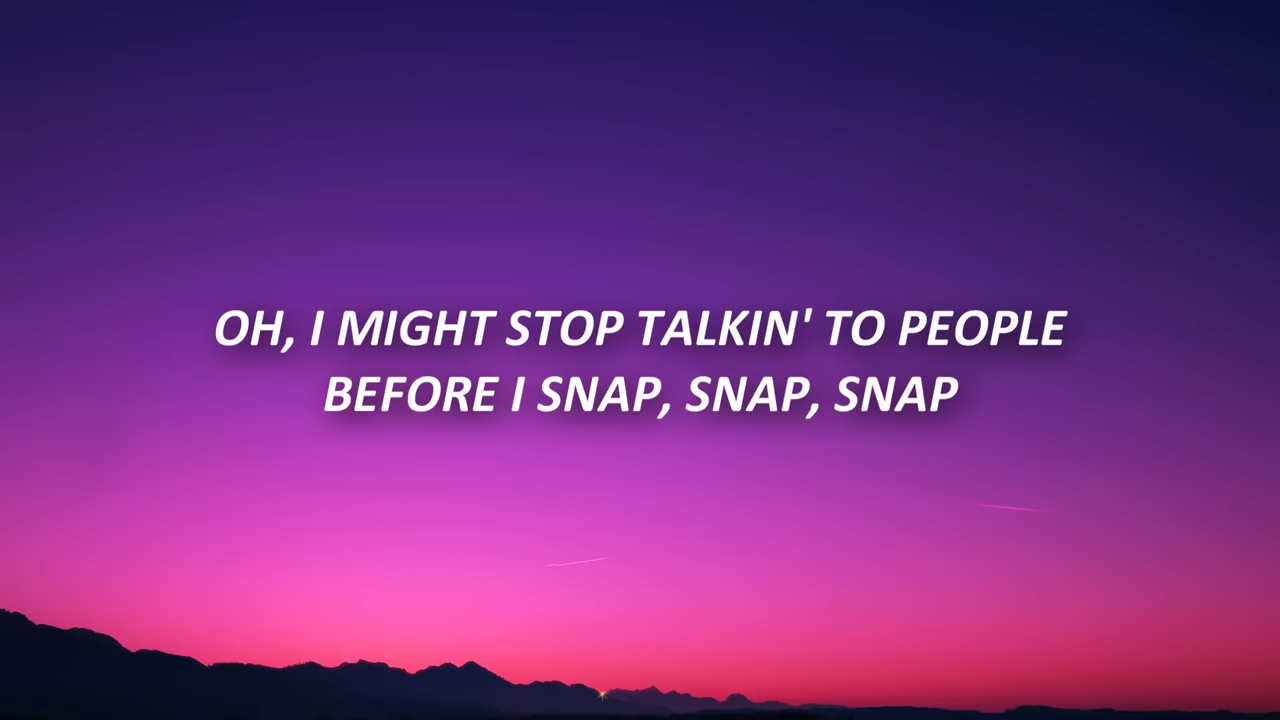 OH, I MIGHT STOP TALKIN' TO PEOPLE
BEFORE I SNAP, SNAP, SNAP